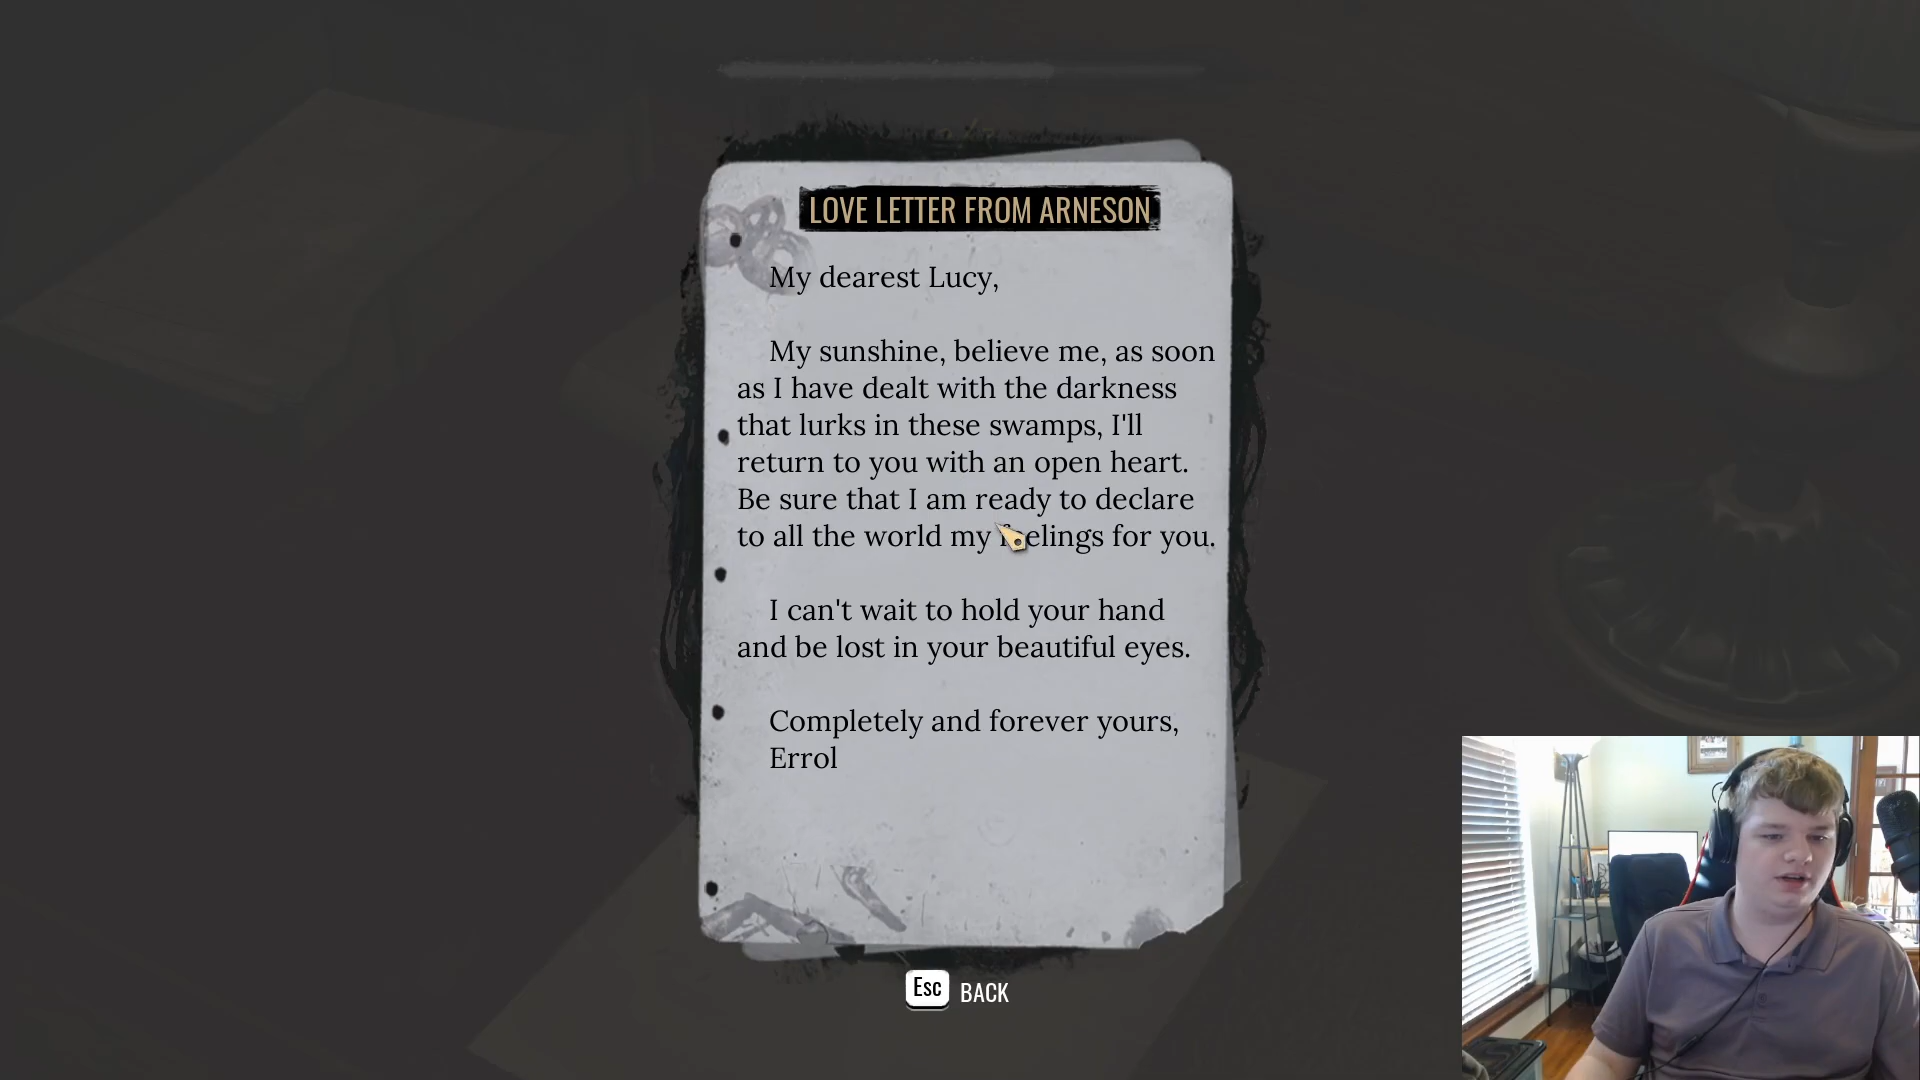 LOVE LETTER FROM ARNESON
My dearest Lucy,
My sunshine, believe me, as soon
as I have dealt with the darkness
that lurks in these swamps, I'll
return to you with an open heart.
Be sure that I am ready to declare
to all the world my feelings for you.
I can't wait to hold your hand
and be lost in your beautiful eyes.
Completely and forever yours,
Errol
Esc BACK